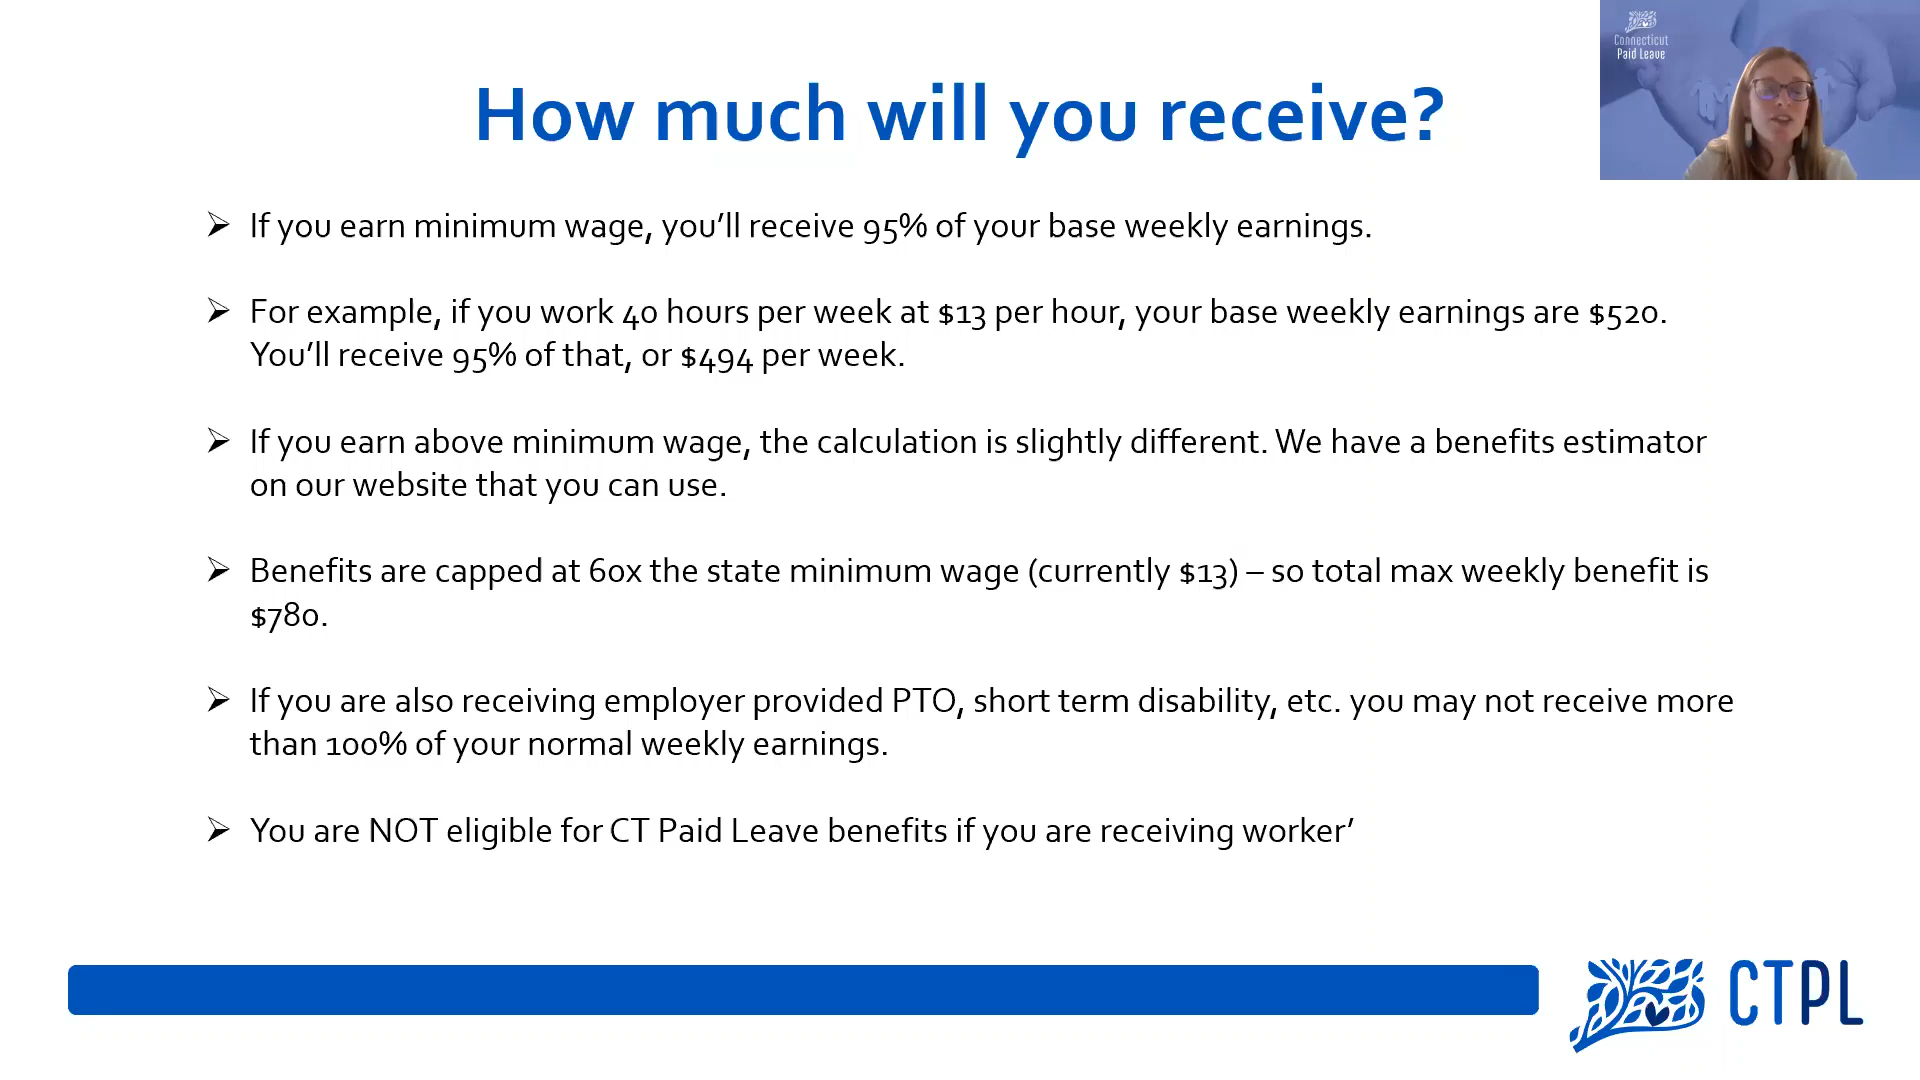 Connecticut
Paid Leave
How much will you receive?
➢ If you earn minimum wage, you’ll receive 95% of your base weekly earnings.
➢ For example, if you work 40 hours per week at $13 per hour, your base weekly earnings are $520.
You’ll receive 95% of that, or $494 per week.
➢ If you earn above minimum wage, the calculation is slightly different. We have a benefits estimator
on our website that you can use.
➢ Benefits are capped at 60x the state minimum wage (currently $13) – so total max weekly benefit is
$780.
➢ If you are also receiving employer provided PTO, short term disability, etc. you may not receive more
than 100% of your normal weekly earnings.
➢ You are NOT eligible for CT Paid Leave benefits if you are receiving worker’
CTPL